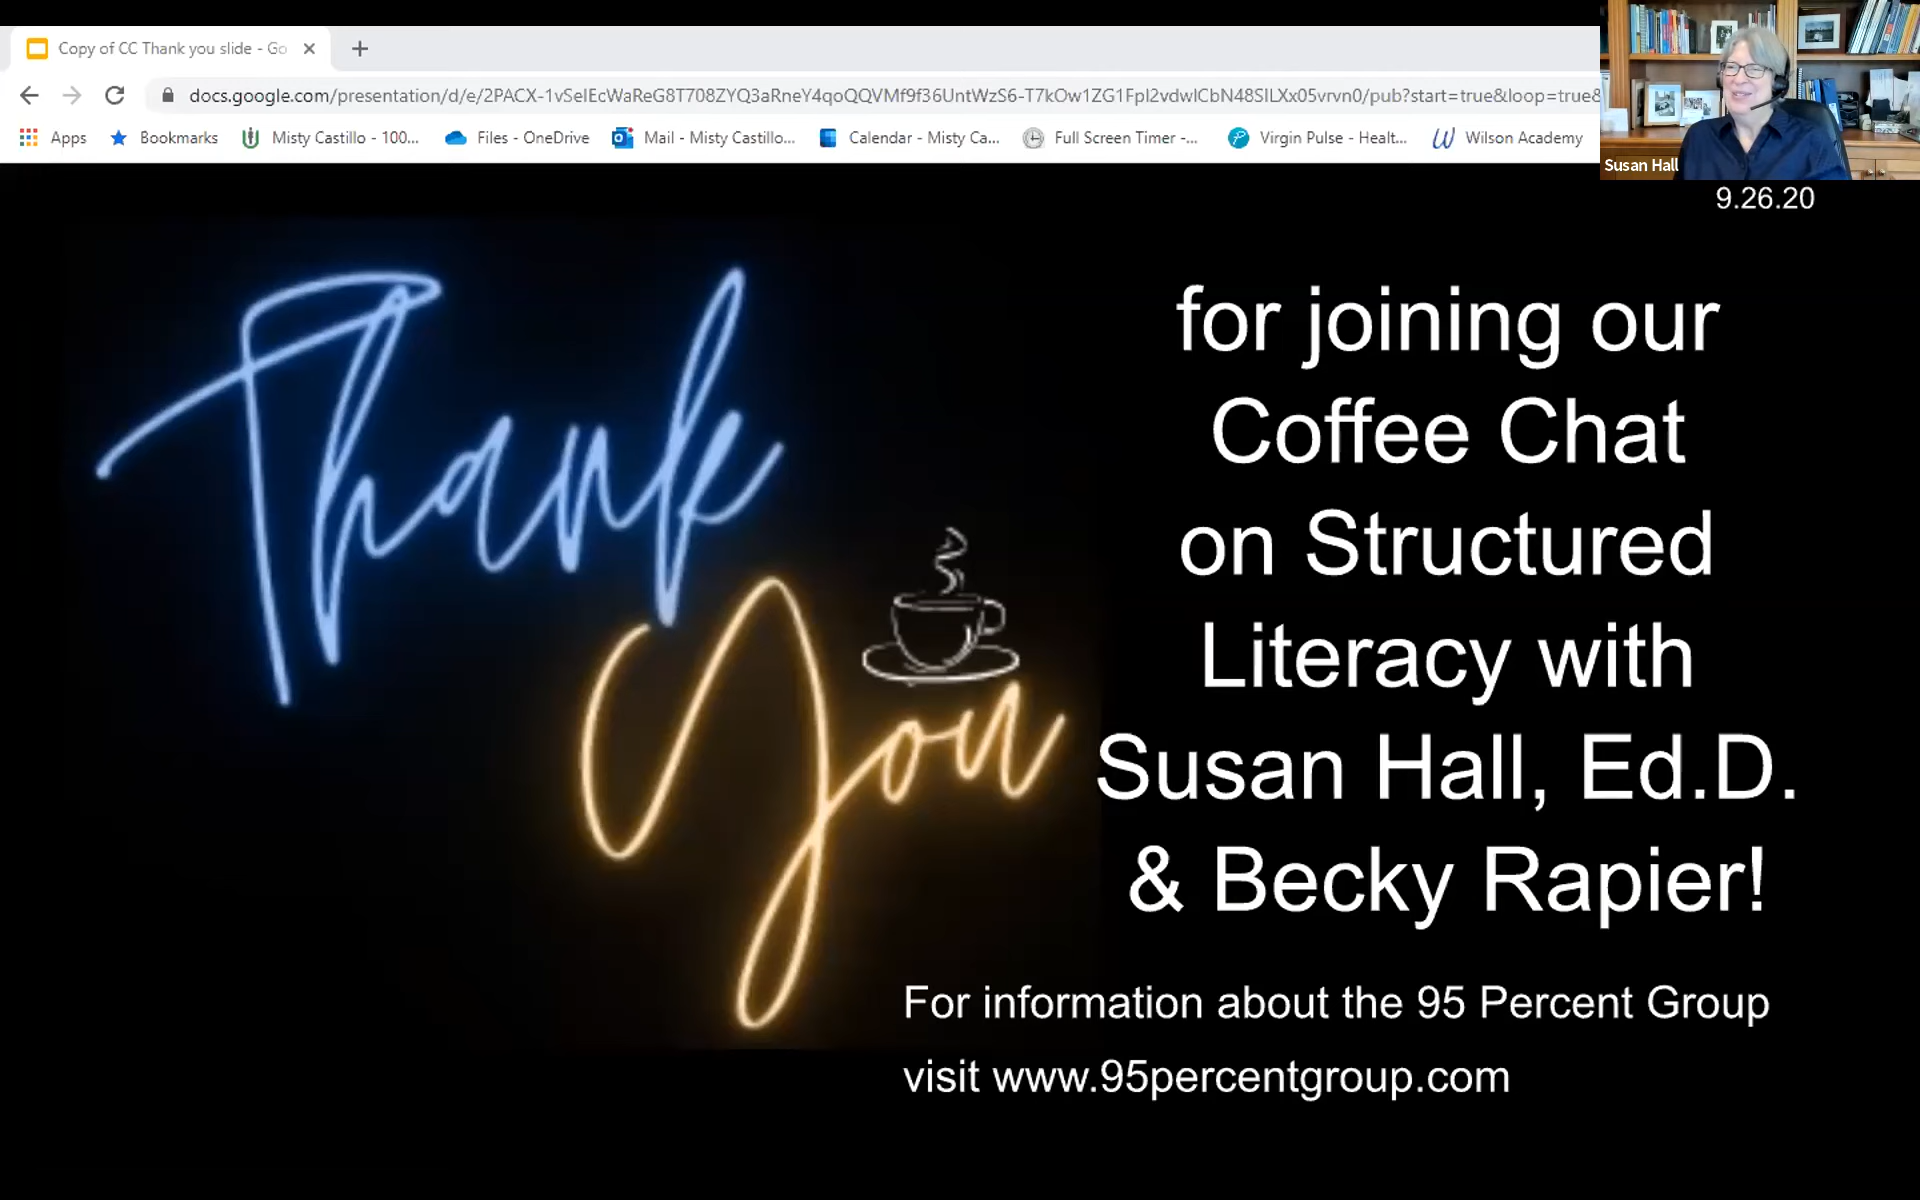 Copy of CC Thank you slide - Go
docs.google.com/presentation/d/e/2PACX-1vSelEcWaReG8T708ZYQ3aRneY4qoQQVMf9f36UntWzS6-T7kOw1ZG1Fpl2vdwlCbN48SlLXx05vrvn0/pub?start=true&loop=true&
Apps Bookmarks Misty Castillo - 100... Files - OneDrive Mail - Misty Castillo... Calendar - Misty Ca... Full Screen Timer -... Virgin Pulse - Healt... Wilson Academy
Susan Hall
9.26.20
Thank
You
for joining our
Coffee Chat
on Structured
Literacy with
Susan Hall, Ed.D.
& Becky Rapier!
For information about the 95 Percent Group
visit www.95percentgroup.com